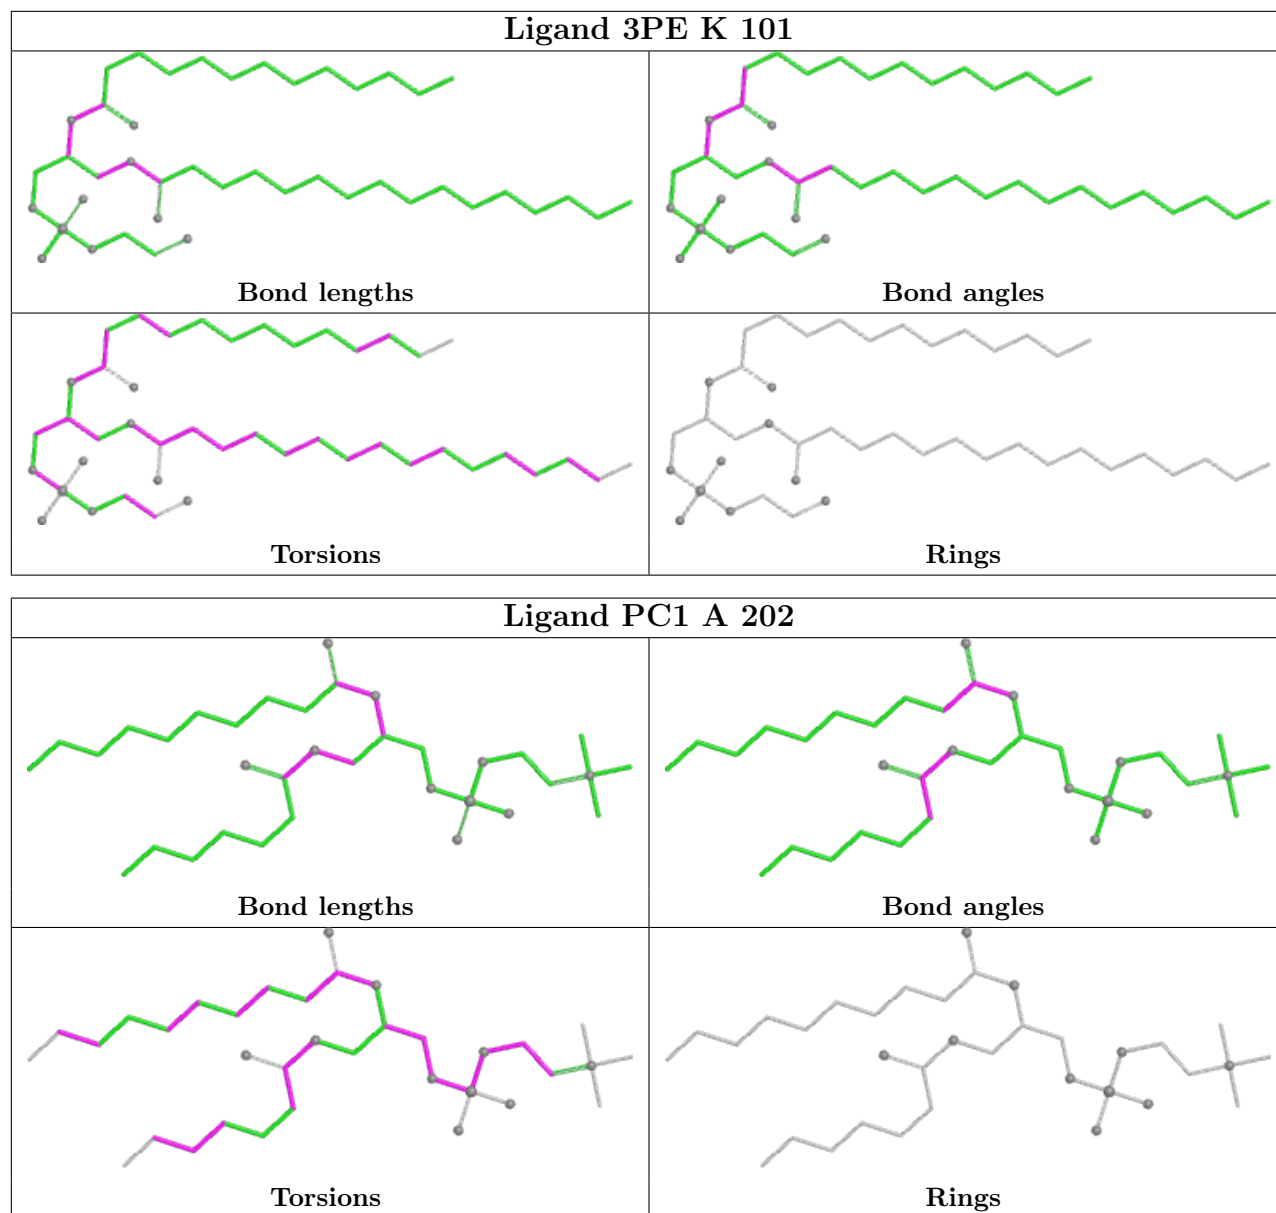 Ligand 3PE K 101
Bond lengths
Bond angles
Torsions
Rings
Ligand PC1 A 202
Bond lengths
Bond angles
Torsions
Rings